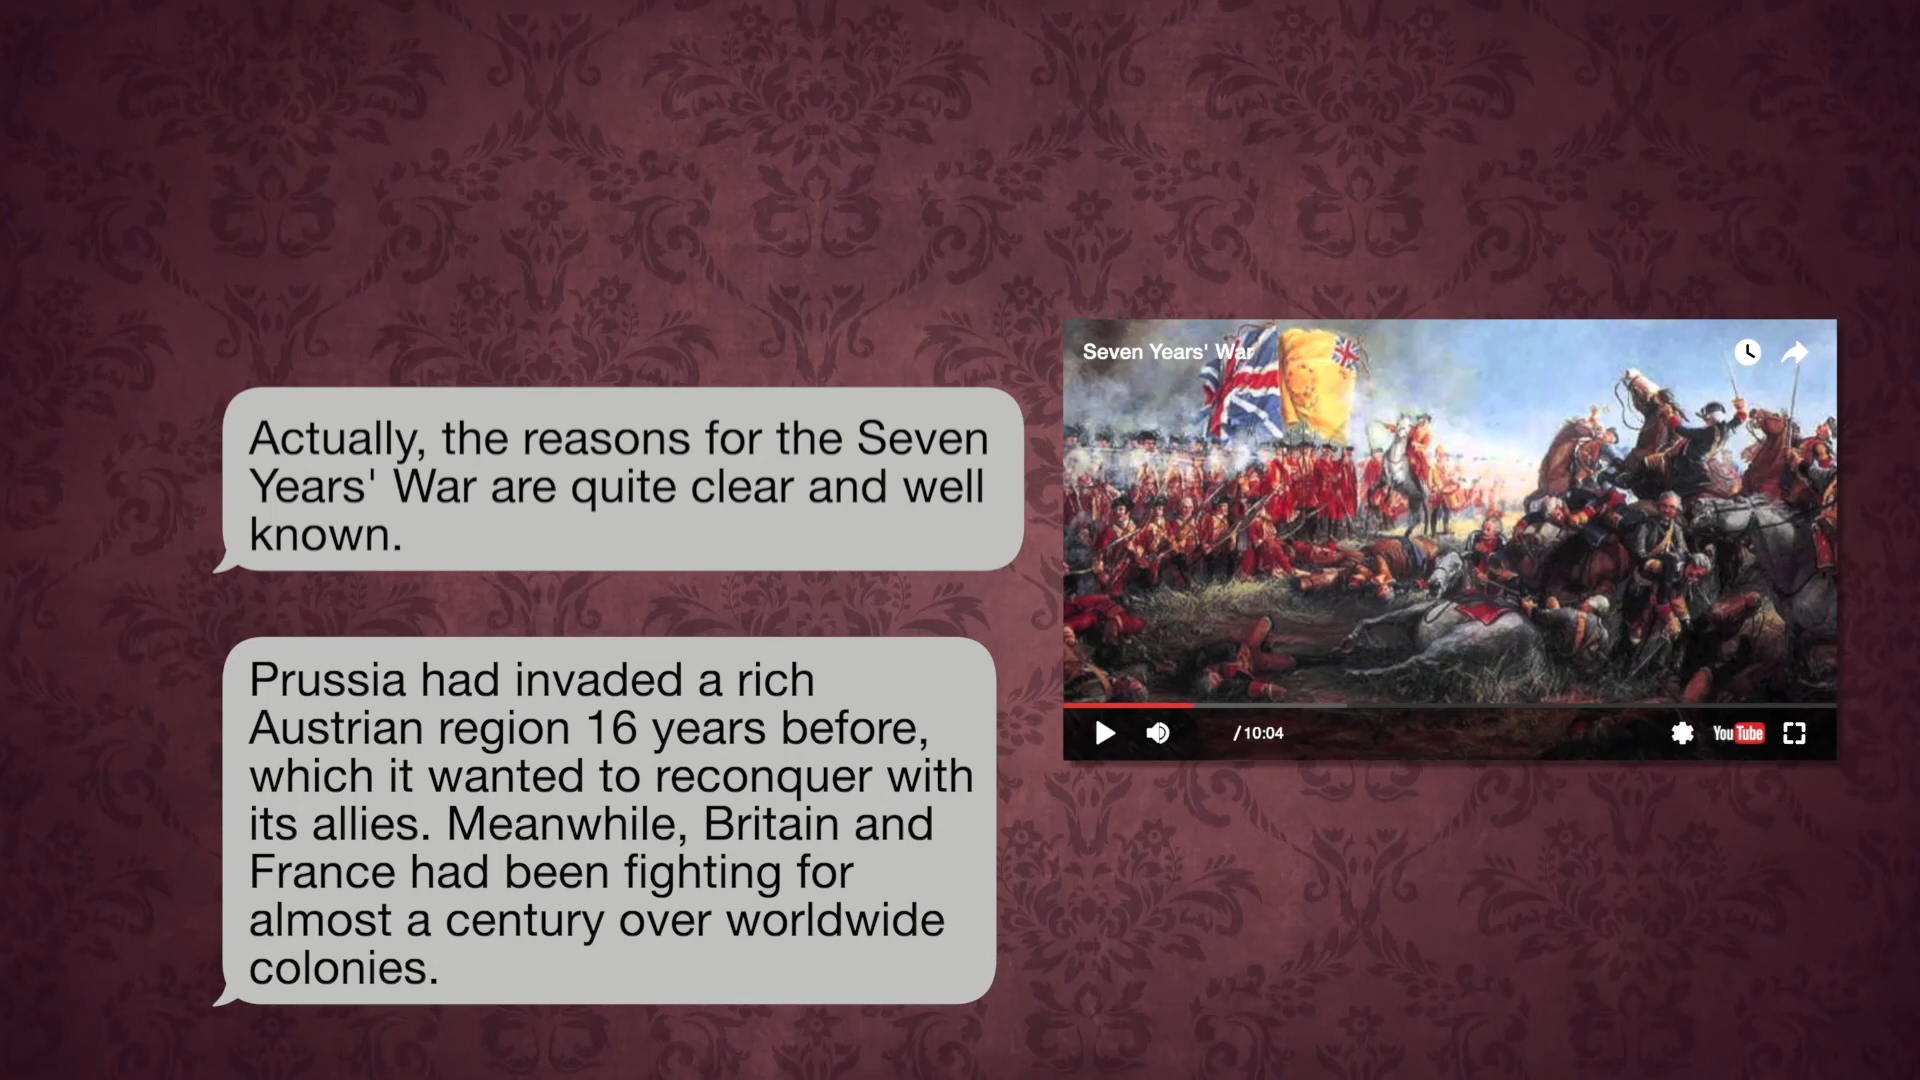 Actually, the reasons for the Seven
Years' War are quite clear and well
known.
Prussia had invaded a rich
Austrian region 16 years before,
which it wanted to reconquer with
its allies. Meanwhile, Britain and
France had been fighting for
almost a century over worldwide
colonies.
Seven Years' War
/ 10:04
YouTube